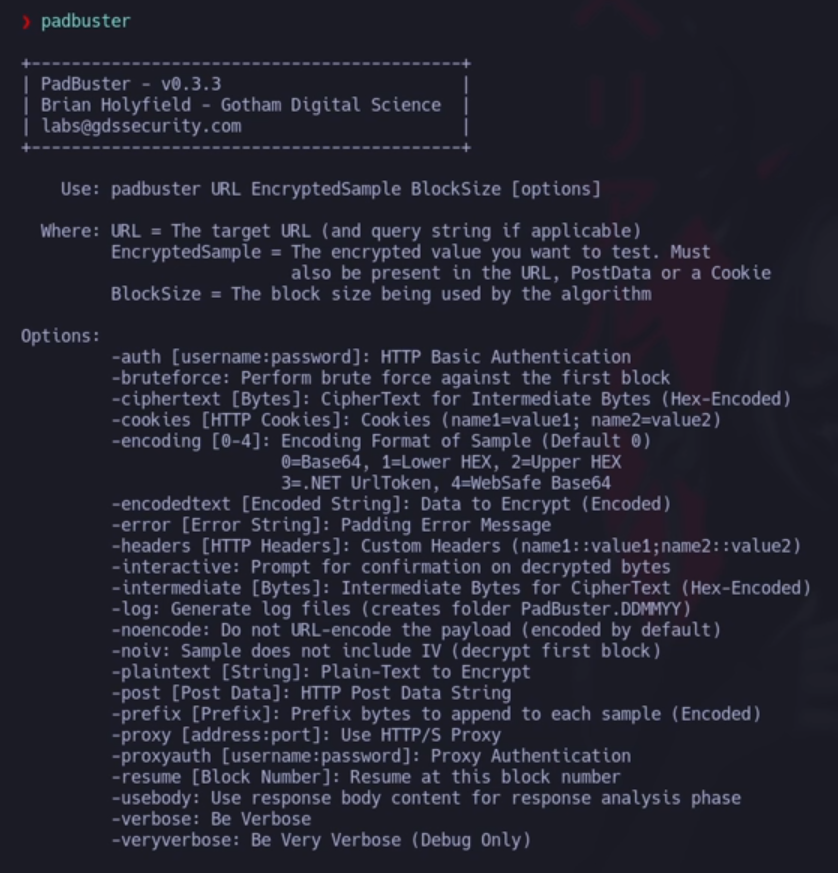 ❯ padbuster
+-------------------------------------------+
| PadBuster - v0.3.3                        |
| Brian Holyfield - Gotham Digital Science  |
| labs@gdssecurity.com                      |
+-------------------------------------------+
    Use: padbuster URL EncryptedSample BlockSize [options]
  Where: URL = The target URL (and query string if applicable)
         EncryptedSample = The encrypted value you want to test. Must
                           also be present in the URL, PostData or a Cookie
         BlockSize = The block size being used by the algorithm
Options:
         -auth [username:password]: HTTP Basic Authentication
         -bruteforce: Perform brute force against the first block
         -ciphertext [Bytes]: CipherText for Intermediate Bytes (Hex-Encoded)
         -cookies [HTTP Cookies]: Cookies (name1=value1; name2=value2)
         -encoding [0-4]: Encoding Format of Sample (Default 0)
                          0=Base64, 1=Lower HEX, 2=Upper HEX
                          3=.NET UrlToken, 4=WebSafe Base64
         -encodedtext [Encoded String]: Data to Encrypt (Encoded)
         -error [Error String]: Padding Error Message
         -headers [HTTP Headers]: Custom Headers (name1::value1;name2::value2)
         -interactive: Prompt for confirmation on decrypted bytes
         -intermediate [Bytes]: Intermediate Bytes for CipherText (Hex-Encoded)
         -log: Generate log files (creates folder PadBuster.DDMMYY)
         -noencode: Do not URL-encode the payload (encoded by default)
         -noiv: Sample does not include IV (decrypt first block)
         -plaintext [String]: Plain-Text to Encrypt
         -post [Post Data]: HTTP Post Data String
         -prefix [Prefix]: Prefix bytes to append to each sample (Encoded)
         -proxy [address:port]: Use HTTP/S Proxy
         -proxyauth [username:password]: Proxy Authentication
         -resume [Block Number]: Resume at this block number
         -usebody: Use response body content for response analysis phase
         -verbose: Be Verbose
         -veryverbose: Be Very Verbose (Debug Only)